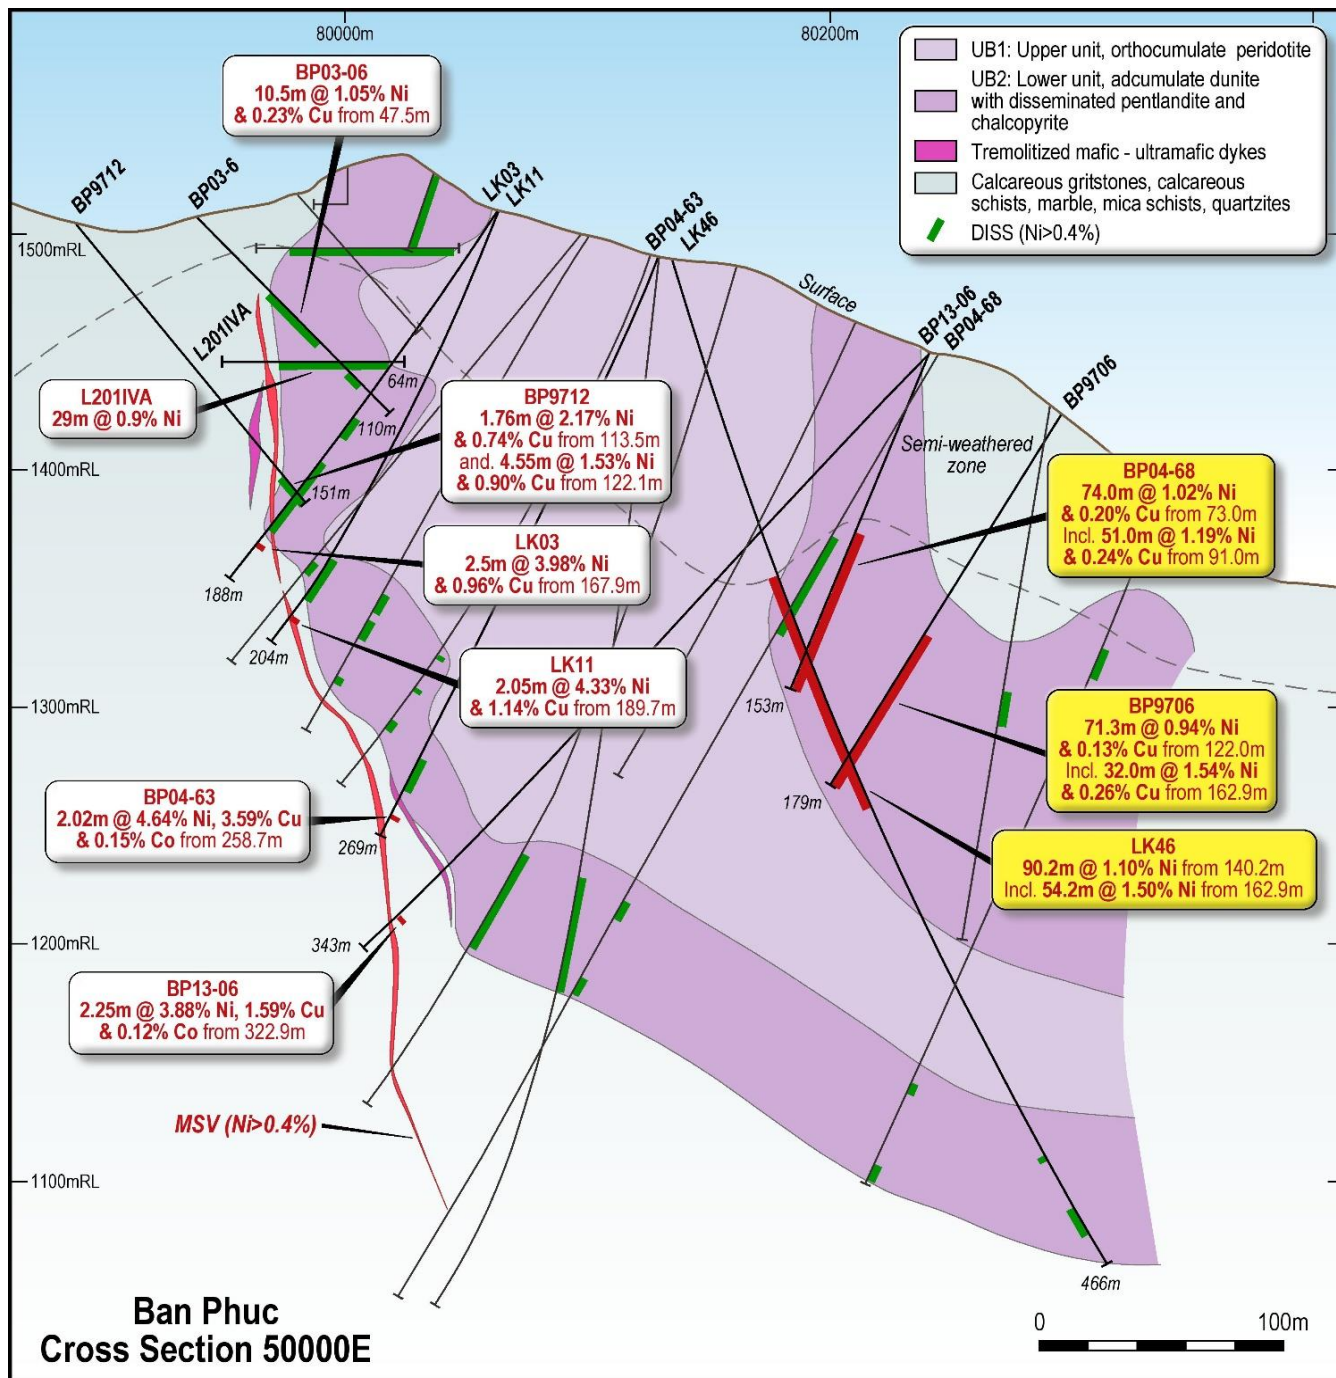 80000m
80200m
UB1: Upper unit, orthocumulate peridotite
UB2: Lower unit, adcumulate dunite
with disseminated pentlandite and
chalcopyrite
Tremolitized mafic - ultramafic dykes
Calcareous gritstones, calcareous
schists, marble, mica schists, quartzites
DISS (Ni>0.4%)
BP03-06
10.5m @ 1.05% Ni
& 0.23% Cu from 47.5m
BP9712
BP03-6
LK03
LK11
BP04-63
LK46
Surface
BP13-06
BP04-68
BP9706
1500mRL
L201IVA
64m
L201IVA
29m @ 0.9% Ni
110m
BP9712
1.76m @ 2.17% Ni
& 0.74% Cu from 113.5m
and. 4.55m @ 1.53% Ni
& 0.90% Cu from 122.1m
Semi-weathered
zone
1400mRL
151m
BP04-68
74.0m @ 1.02% Ni
& 0.20% Cu from 73.0m
Incl. 51.0m @ 1.19% Ni
& 0.24% Cu from 91.0m
LK03
2.5m @ 3.98% Ni
& 0.96% Cu from 167.9m
188m
204m
LK11
2.05m @ 4.33% Ni
& 1.14% Cu from 189.7m
1300mRL
153m
BP9706
71.3m @ 0.94% Ni
& 0.13% Cu from 122.0m
Incl. 32.0m @ 1.54% Ni
& 0.26% Cu from 162.9m
179m
BP04-63
2.02m @ 4.64% Ni, 3.59% Cu
& 0.15% Co from 258.7m
269m
LK46
90.2m @ 1.10% Ni from 140.2m
Incl. 54.2m @ 1.50% Ni from 162.9m
1200mRL
343m
BP13-06
2.25m @ 3.88% Ni, 1.59% Cu
& 0.12% Co from 322.9m
MSV (Ni>0.4%)
1100mRL
466m
Ban Phuc
Cross Section 50000E
0
100m